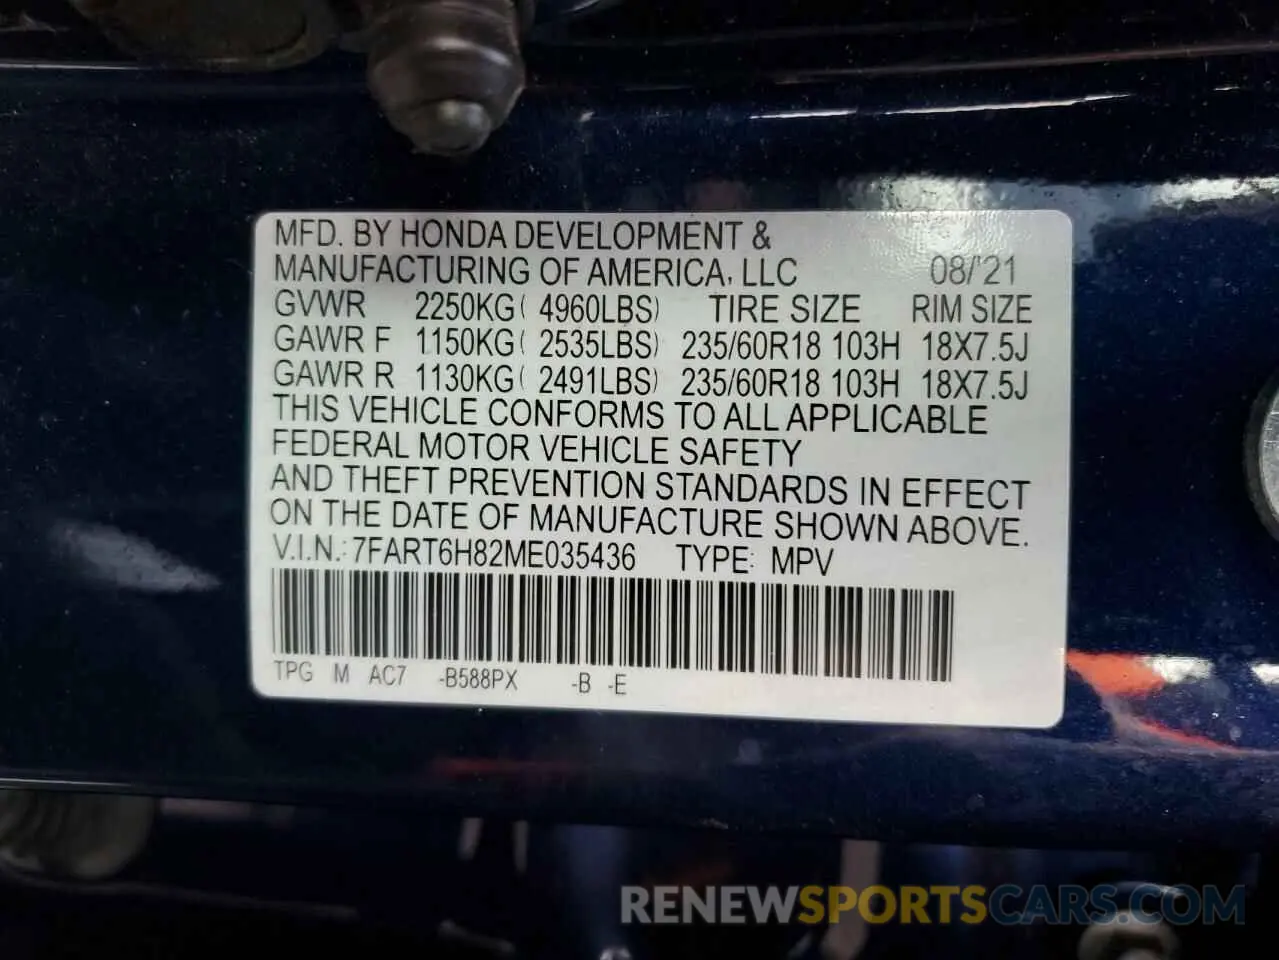 MFD. BY HONDA DEVELOPMENT &
MANUFACTURING OF AMERICA, LLC 08/'21
GVWR 2250KG( 4960LBS) TIRE SIZE RIM SIZE
GAWR F 1150KG( 2535LBS) 235/60R18 103H 18X7.5J
GAWR R 1130KG( 2491LBS) 235/60R18 103H 18X7.5J
THIS VEHICLE CONFORMS TO ALL APPLICABLE
FEDERAL MOTOR VEHICLE SAFETY
AND THEFT PREVENTION STANDARDS IN EFFECT
ON THE DATE OF MANUFACTURE SHOWN ABOVE.
V.I.N.: 7FART6H82ME035436 TYPE: MPV
TPG M AC7 -B588PX -B -E
RENEWSPORTSCARS.COM